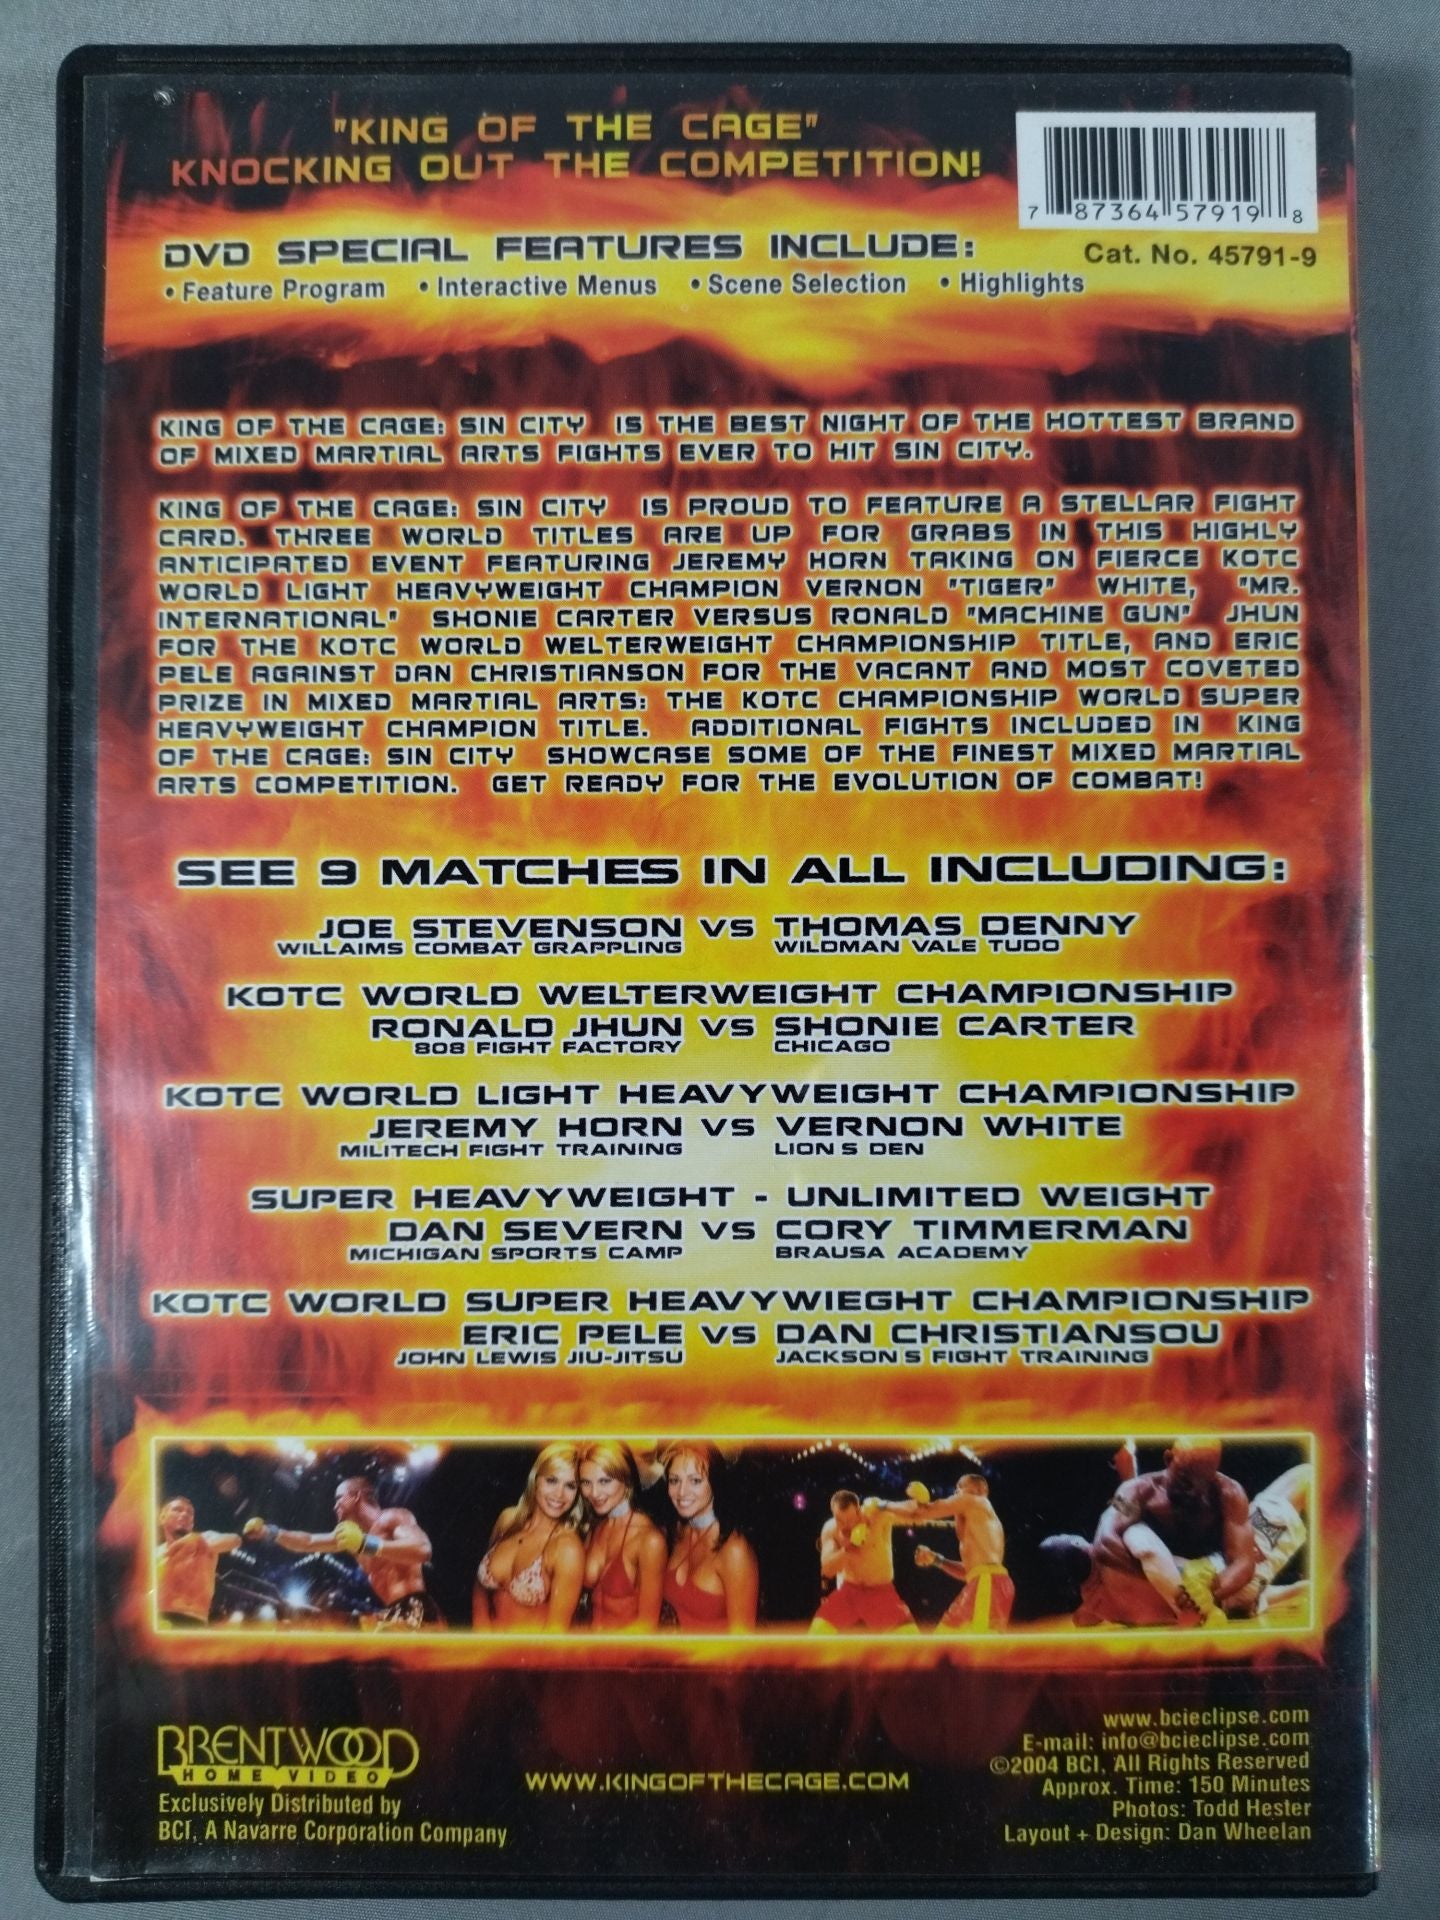 "KING OF THE CAGE"
KNOCKING OUT THE COMPETITION!
7 87364 57919 8
Cat. No. 45791-9
DVD SPECIAL FEATURES INCLUDE:
• Feature Program • Interactive Menus • Scene Selection • Highlights
KING OF THE CAGE: SIN CITY IS THE BEST NIGHT OF THE HOTTEST BRAND
OF MIXED MARTIAL ARTS FIGHTS EVER TO HIT SIN CITY.
KING OF THE CAGE: SIN CITY IS PROUD TO FEATURE A STELLAR FIGHT
CARD. THREE WORLD TITLES ARE UP FOR GRABS IN THIS HIGHLY
ANTICIPATED EVENT FEATURING JEREMY HORN TAKING ON FIERCE KOTC
WORLD LIGHT HEAVYWEIGHT CHAMPION VERNON "TIGER" WHITE, "MR.
INTERNATIONAL" SHONIE CARTER VERSUS RONALD "MACHINE GUN" JHUN
FOR THE KOTC WORLD WELTERWEIGHT CHAMPIONSHIP TITLE, AND ERIC
PELE AGAINST DAN CHRISTIANSON FOR THE VACANT AND MOST COVETED
PRIZE IN MIXED MARTIAL ARTS: THE KOTC CHAMPIONSHIP WORLD SUPER
HEAVYWEIGHT CHAMPION TITLE. ADDITIONAL FIGHTS INCLUDED IN KING
OF THE CAGE: SIN CITY SHOWCASE SOME OF THE FINEST MIXED MARTIAL
ARTS COMPETITION. GET READY FOR THE EVOLUTION OF COMBAT!
SEE 9 MATCHES IN ALL INCLUDING:
JOE STEVENSON VS THOMAS DENNY
WILLAIMS COMBAT GRAPPLING WILDMAN VALE TUDO
KOTC WORLD WELTERWEIGHT CHAMPIONSHIP
RONALD JHUN VS SHONIE CARTER
808 FIGHT FACTORY CHICAGO
KOTC WORLD LIGHT HEAVYWEIGHT CHAMPIONSHIP
JEREMY HORN VS VERNON WHITE
MILITECH FIGHT TRAINING LION S DEN
SUPER HEAVYWEIGHT - UNLIMITED WEIGHT
DAN SEVERN VS CORY TIMMERMAN
MICHIGAN SPORTS CAMP BRAUSA ACADEMY
KOTC WORLD SUPER HEAVYWIEGHT CHAMPIONSHIP
ERIC PELE VS DAN CHRISTIANSOU
JOHN LEWIS JIU-JITSU JACKSON'S FIGHT TRAINING
BRENTWOOD
HOME VIDEO
Exclusively Distributed by
BCI, A Navarre Corporation Company
WWW.KINGOFTHECAGE.COM
www.bcieclipse.com
E-mail: info@bcieclipse.com
©2004 BCI, All Rights Reserved
Approx. Time: 150 Minutes
Photos: Todd Hester
Layout + Design: Dan Wheelan